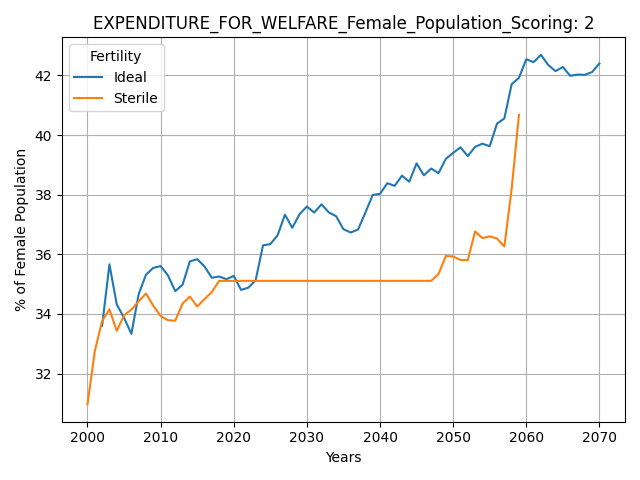 EXPENDITURE_FOR_WELFARE_Female_Population_Scoring: 2
Fertility
Ideal
Sterile
% of Female Population
42
40
38
36
34
32
2000 2010 2020 2030 2040 2050 2060 2070
Years